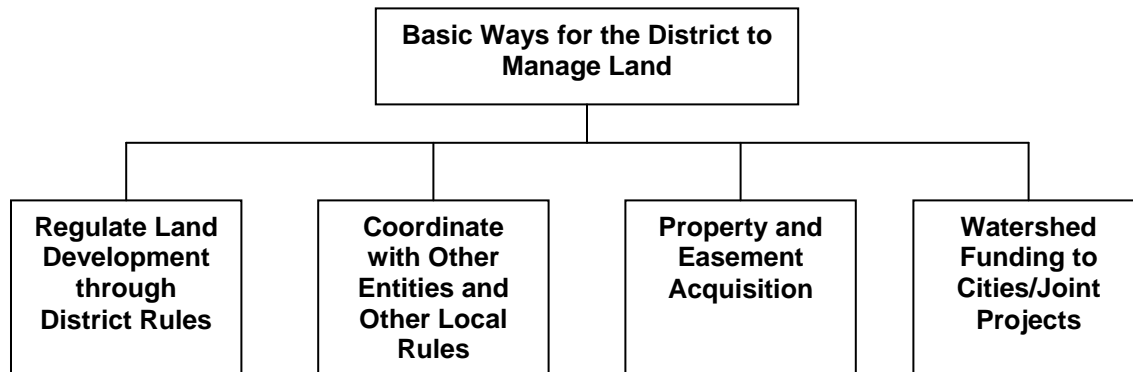 Basic Ways for the District to
Manage Land
Regulate Land
Development
through
District Rules
Coordinate
with Other
Entities and
Other Local
Rules
Property and
Easement
Acquisition
Watershed
Funding to
Cities/Joint
Projects